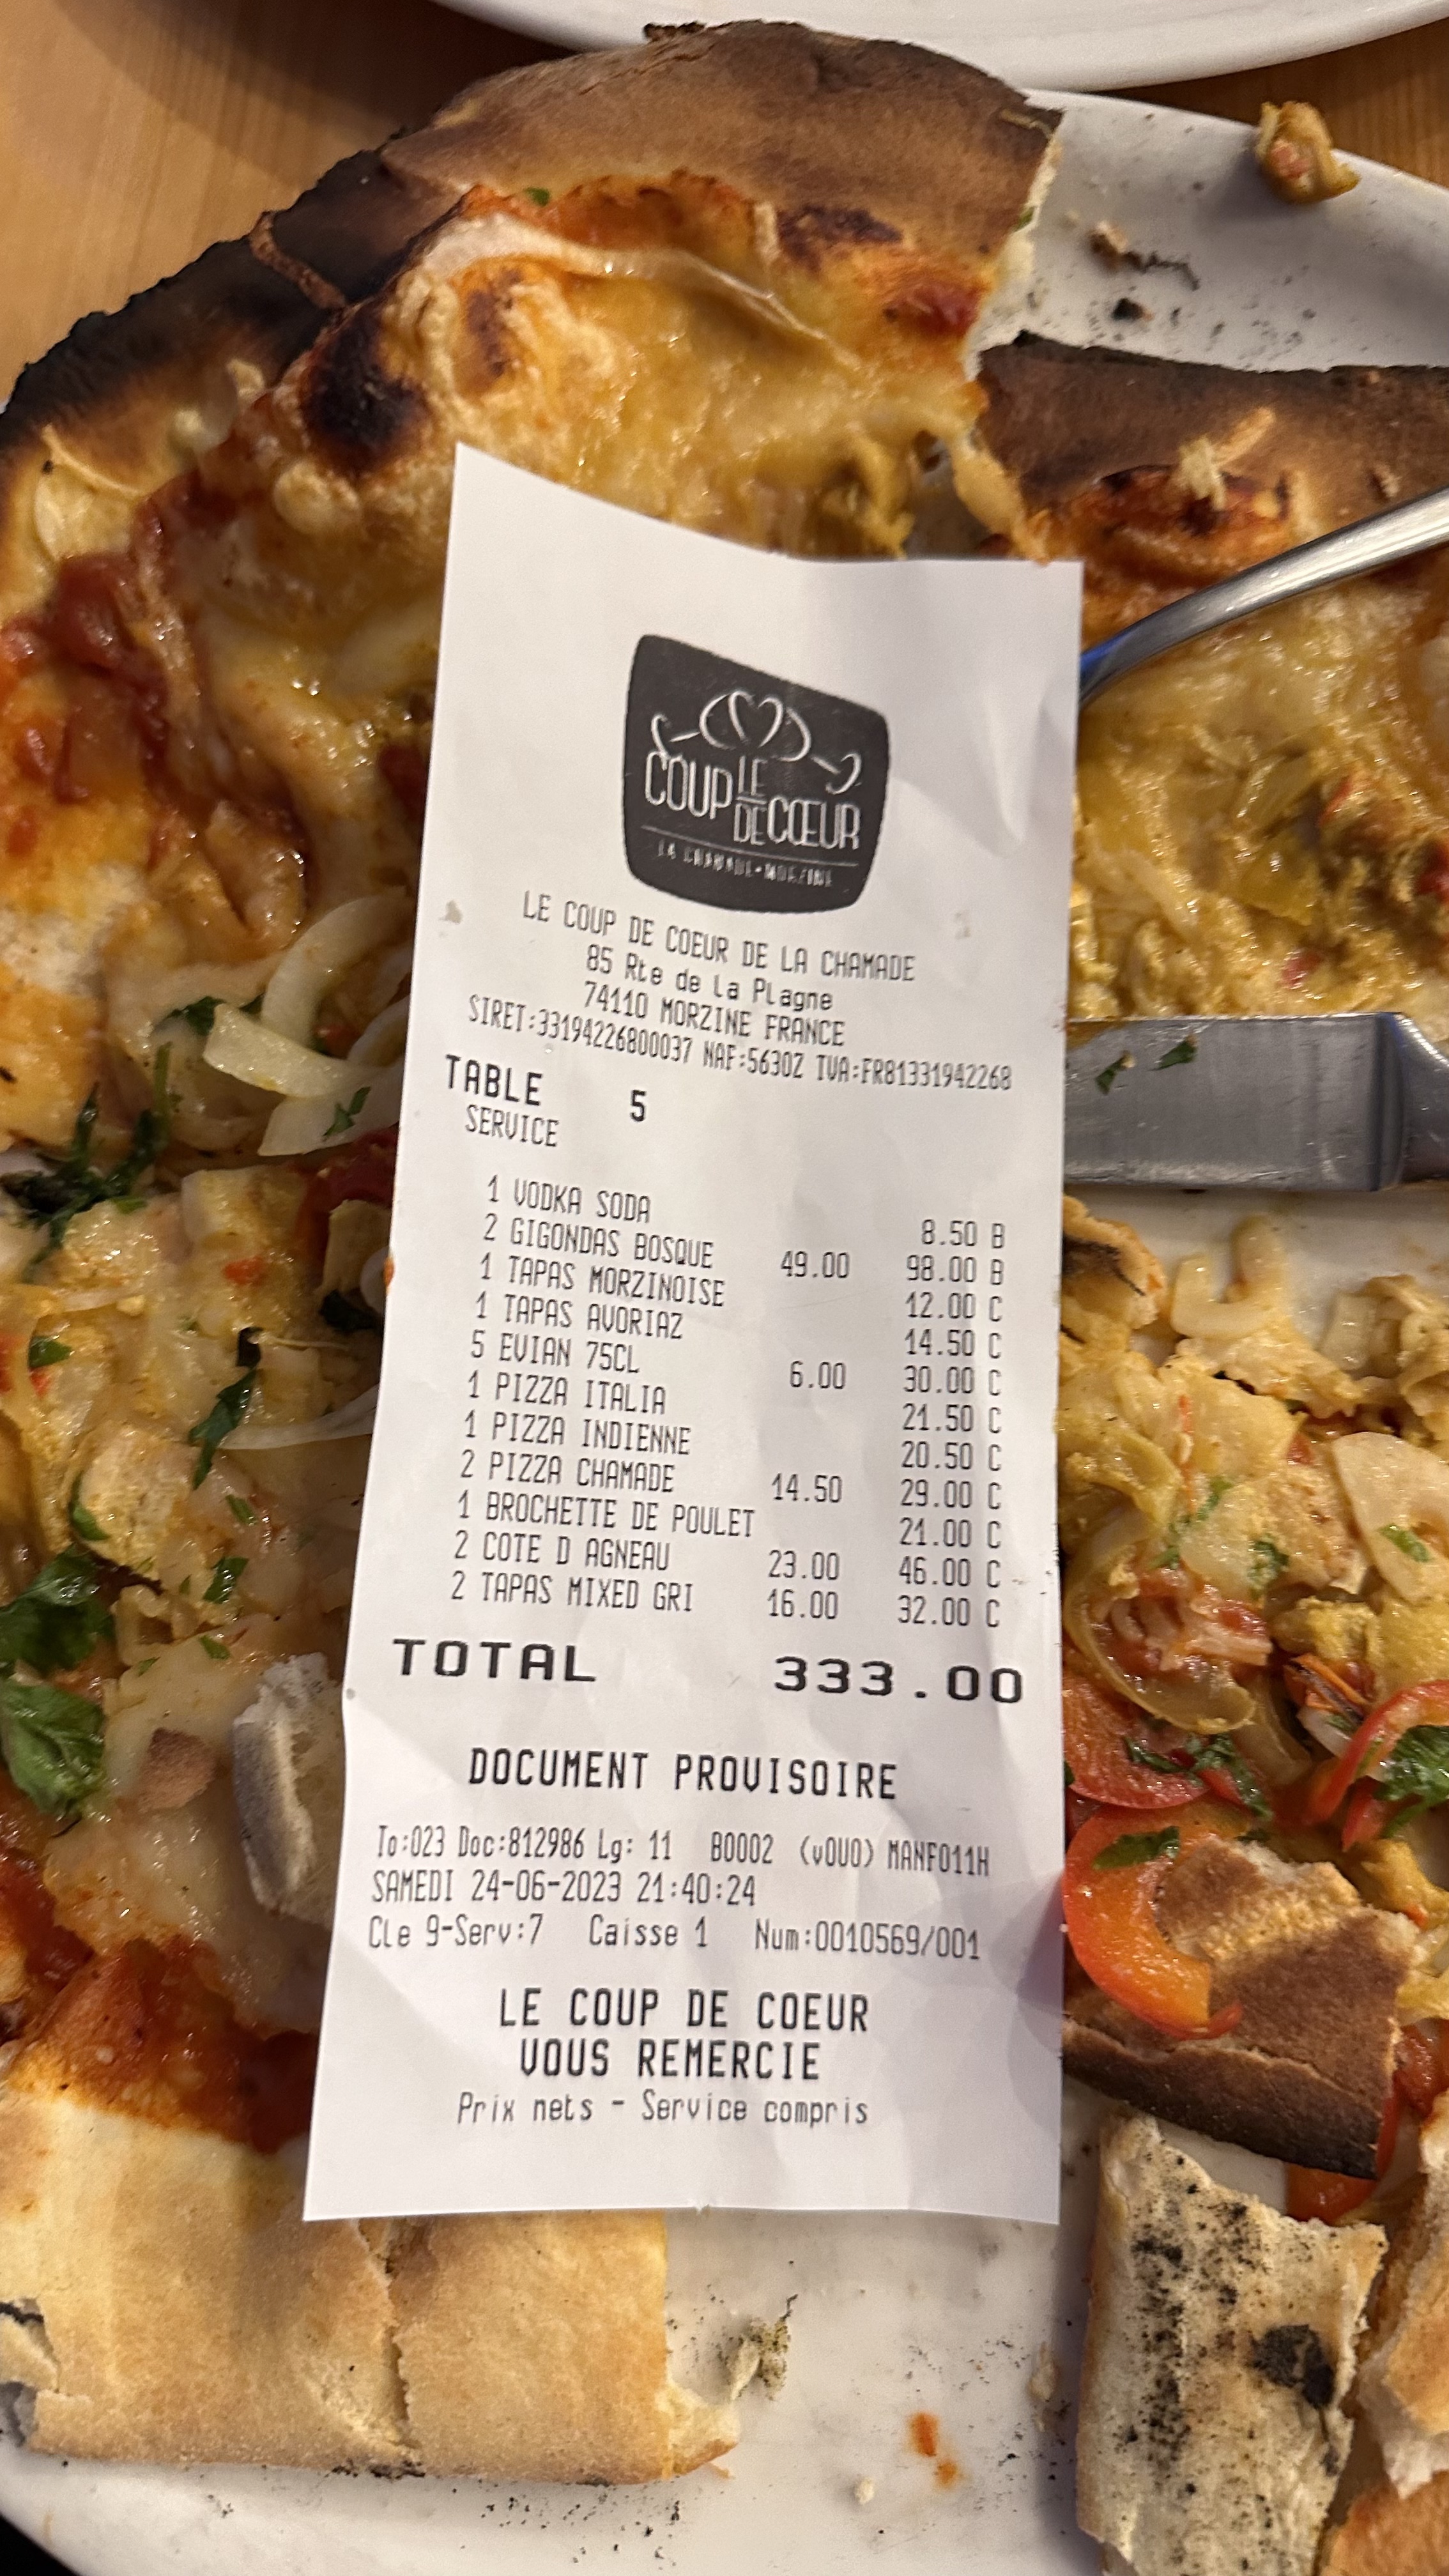 COUP LE DE CŒUR
LA CHAMADE-MORZINE
LE COUP DE COEUR DE LA CHAMADE
85 Rte de La Plagne
74110 MORZINE FRANCE
SIRET:33194226800037 NAF:5630Z TVA:FR81331942268
TABLE 5
SERVICE
1 VODKA SODA 8.50 B
2 GIGONDAS BOSQUE 49.00 98.00 B
1 TAPAS MORZINOISE 12.00 C
1 TAPAS AVORIAZ 14.50 C
5 EVIAN 75CL 6.00 30.00 C
1 PIZZA ITALIA 21.50 C
1 PIZZA INDIENNE 20.50 C
2 PIZZA CHAMADE 14.50 29.00 C
1 BROCHETTE DE POULET 21.00 C
2 COTE D AGNEAU 23.00 46.00 C
2 TAPAS MIXED GRI 16.00 32.00 C
TOTAL 333.00
DOCUMENT PROVISOIRE
To:023 Doc:812986 Lg: 11 B0002 (vOUO) MANFO11H
SAMEDI 24-06-2023 21:40:24
Cle 9-Serv:7 Caisse 1 Num:0010569/001
LE COUP DE COEUR
VOUS REMERCIE
Prix nets - Service compris